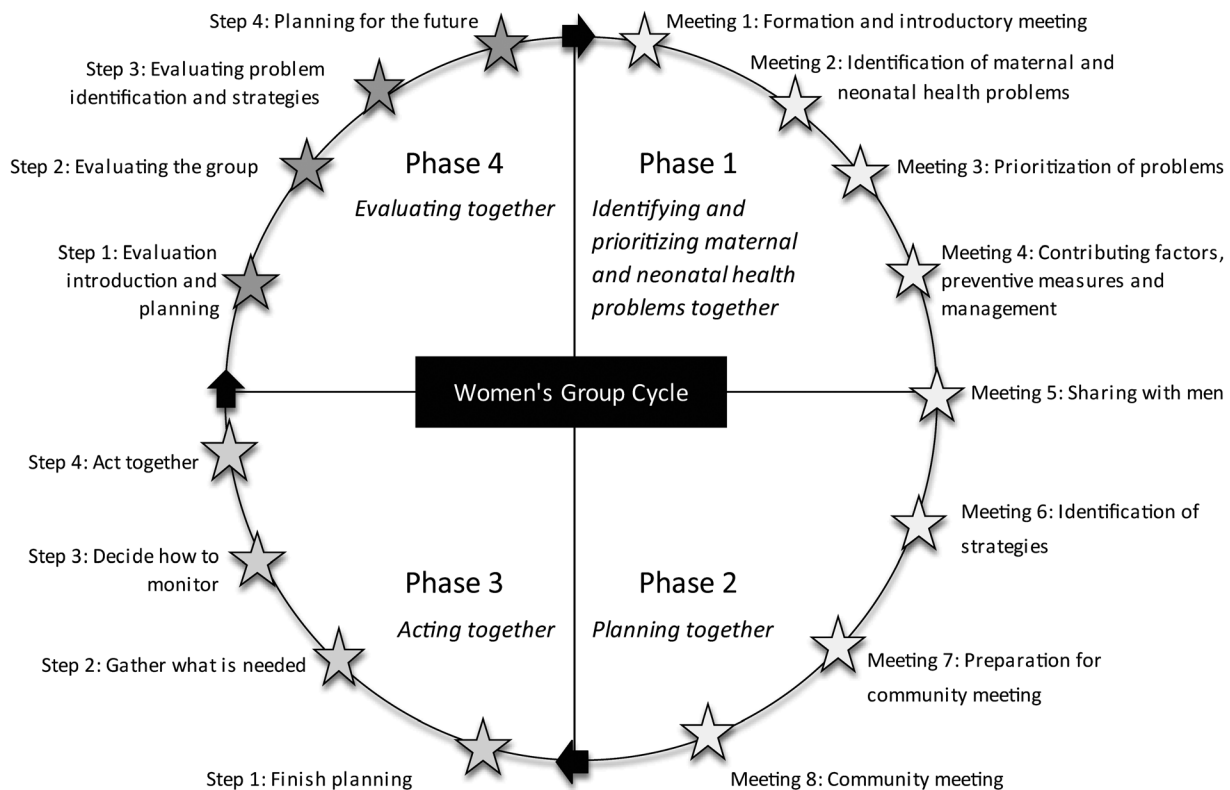 Step 4: Planning for the future
Step 3: Evaluating problem
identification and strategies
Step 2: Evaluating the group
Step 1: Evaluation
introduction and
planning
Phase 4
Evaluating together
Meeting 1: Formation and introductory meeting
Meeting 2: Identification of maternal and
neonatal health problems
Meeting 3: Prioritization of problems
Meeting 4: Contributing factors,
preventive measures and
management
Phase 1
Identifying and
prioritizing maternal
and neonatal health
problems together
Women's Group Cycle
Meeting 5: Sharing with men
Meeting 6: Identification of
strategies
Meeting 7: Preparation for
community meeting
Meeting 8: Community meeting
Phase 2
Planning together
Phase 3
Acting together
Step 4: Act together
Step 3: Decide how to
monitor
Step 2: Gather what is needed
Step 1: Finish planning